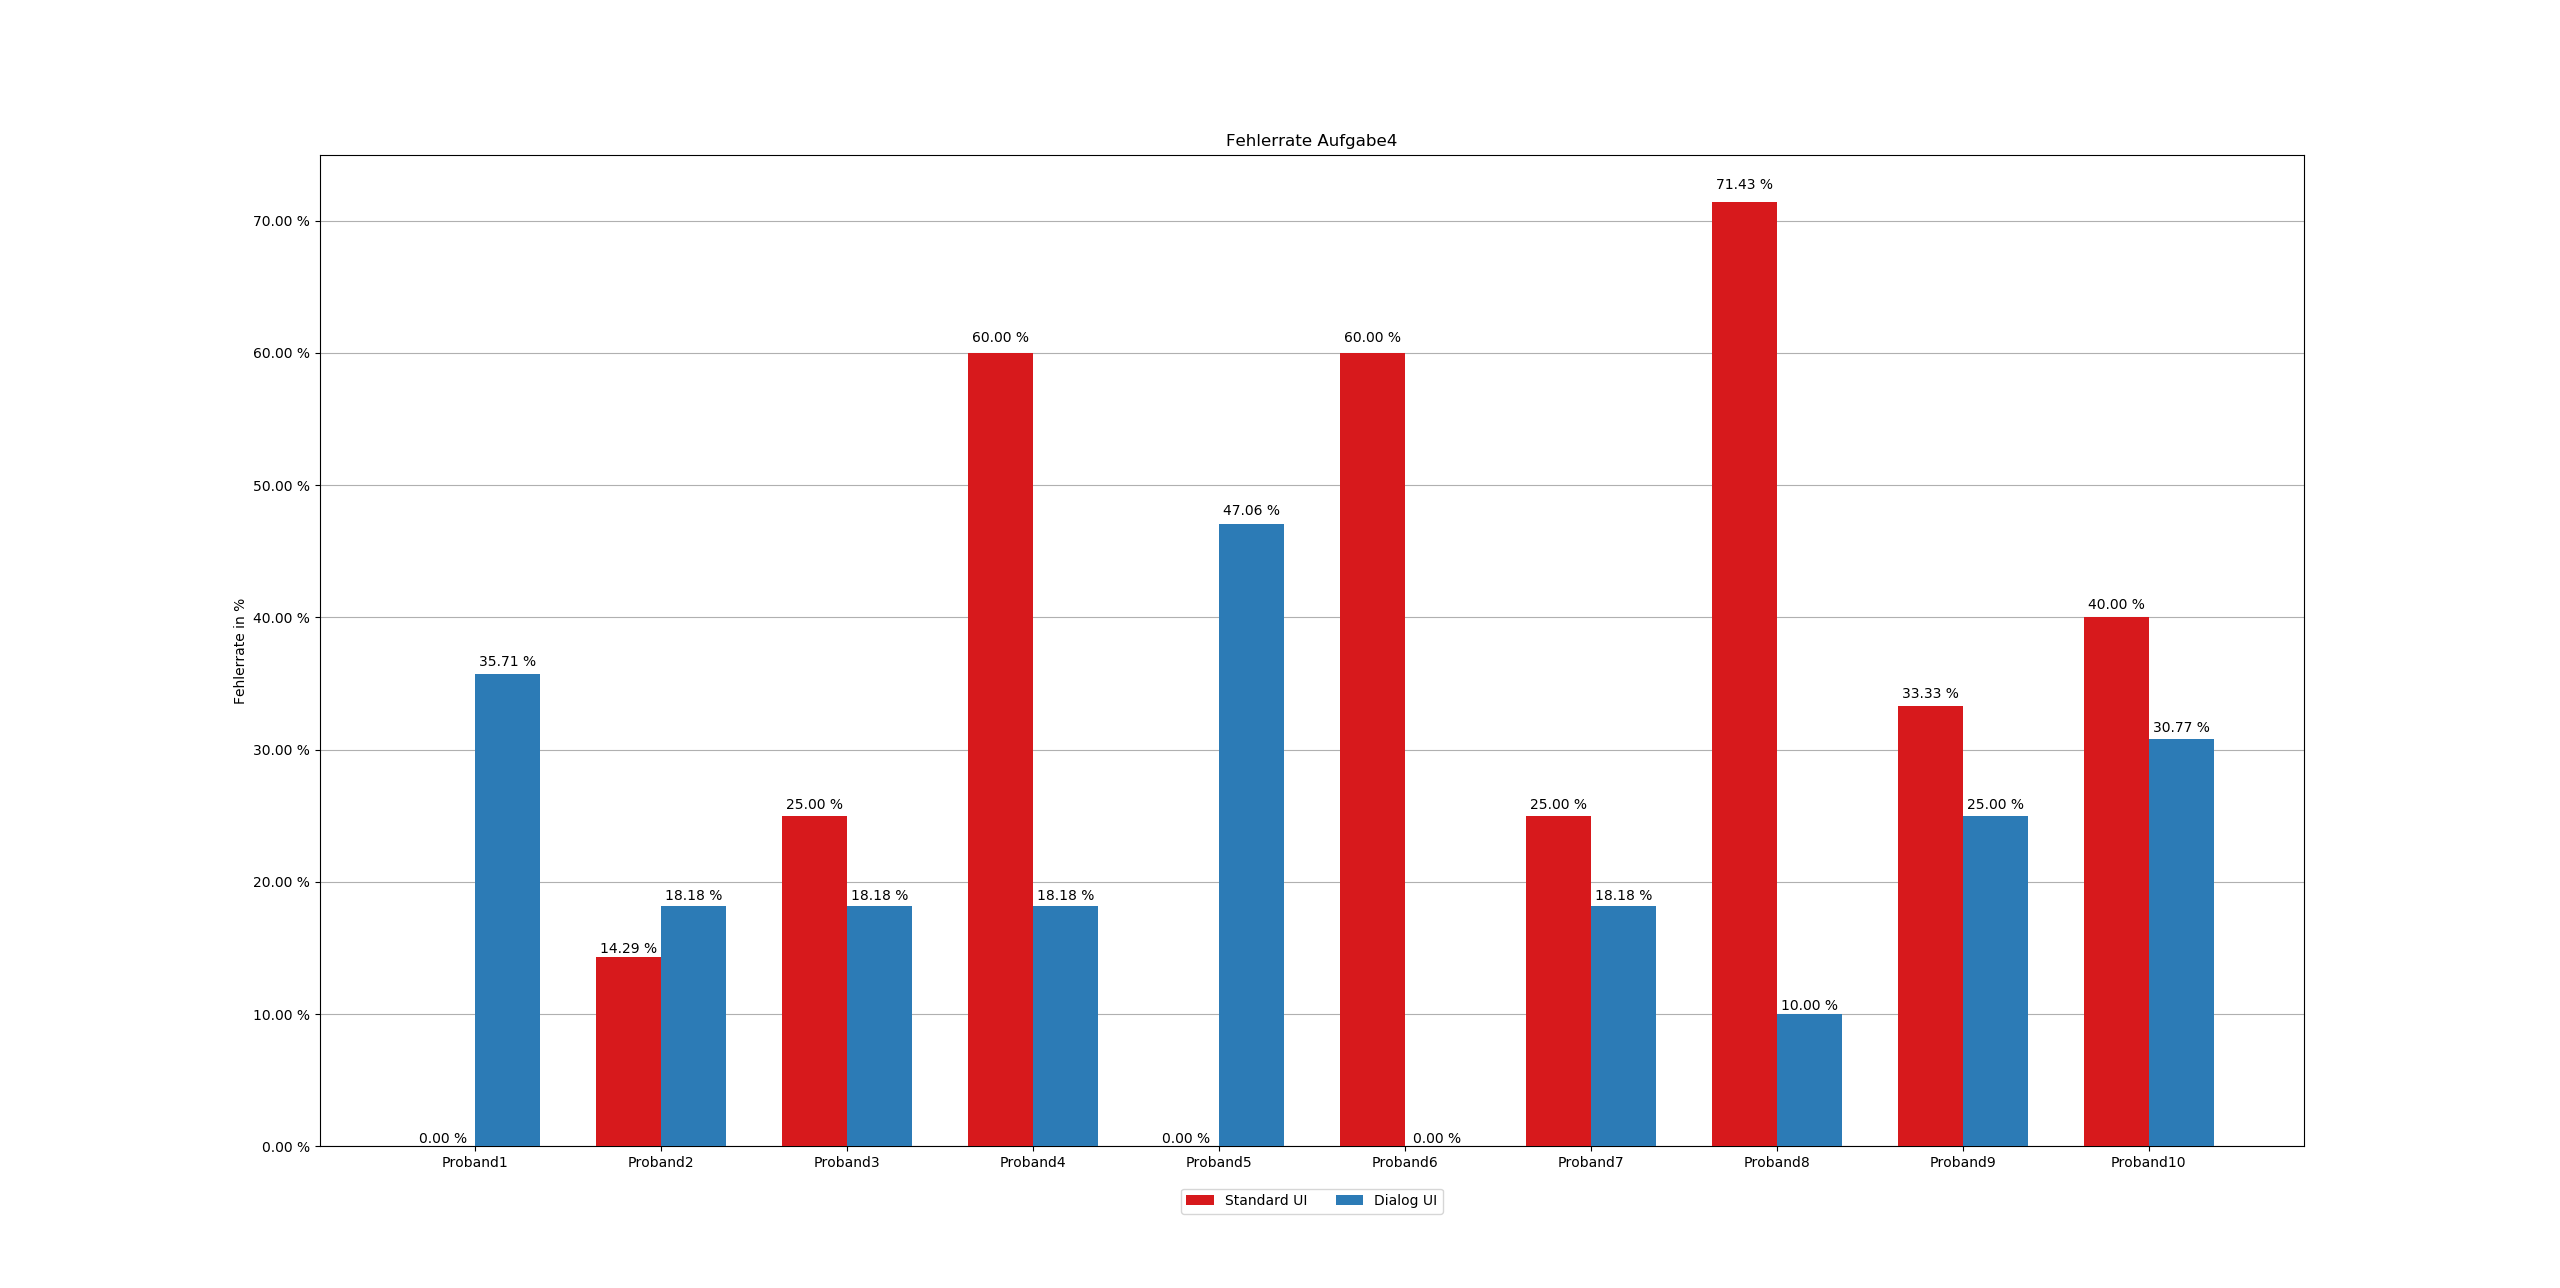 Fehlerrate Aufgabe4
71.43 %
70.00 %
60.00 % 60.00 %
60.00 %
50.00 %
47.06 %
40.00 %
40.00 %
35.71 %
33.33 %
30.77 %
30.00 %
25.00 % 25.00 % 25.00 %
20.00 %
18.18 % 18.18 % 18.18 % 18.18 %
14.29 %
10.00 %
10.00 %
0.00 % 0.00 % 0.00 %
0.00 %
Fehlerrate in %
Proband1 Proband2 Proband3 Proband4 Proband5 Proband6 Proband7 Proband8 Proband9 Proband10
Standard UI Dialog UI